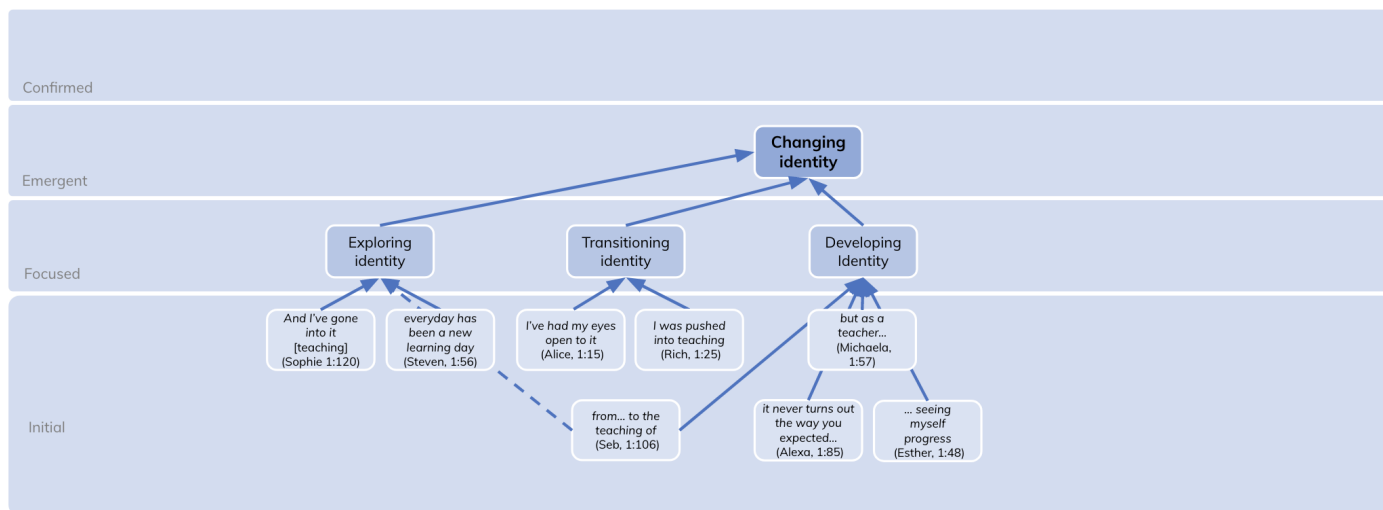 Confirmed
Emergent
Changing
identity
Focused
Exploring
identity
Transitioning
identity
Developing
Identity
Initial
And I've gone
into it
[teaching]
(Sophie 1:120)
everyday has
been a new
learning day
(Steven, 1:56)
I've had my eyes
open to it
(Alice, 1:15)
I was pushed
into teaching
(Rich, 1:25)
but as a
teacher...
(Michaela,
1:57)
from... to the
teaching of
(Seb, 1:106)
it never turns out
the way you
expected...
(Alexa, 1:85)
... seeing
myself
progress
(Esther, 1:48)